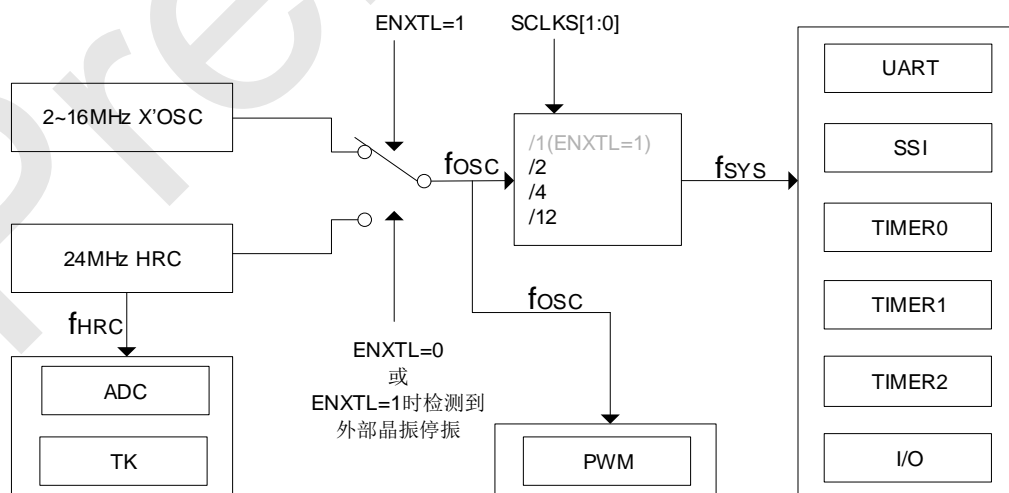 ENXTL=1
SCLKS[1:0]
2~16MHz X'OSC
24MHz HRC
fHRC
ADC
TK
ENXTL=0
或
ENXTL=1时检测到
外部晶振停振
fOSC
/1(ENXTL=1)
/2
/4
/12
fSYS
fOSC
PWM
UART
SSI
TIMER0
TIMER1
TIMER2
I/O